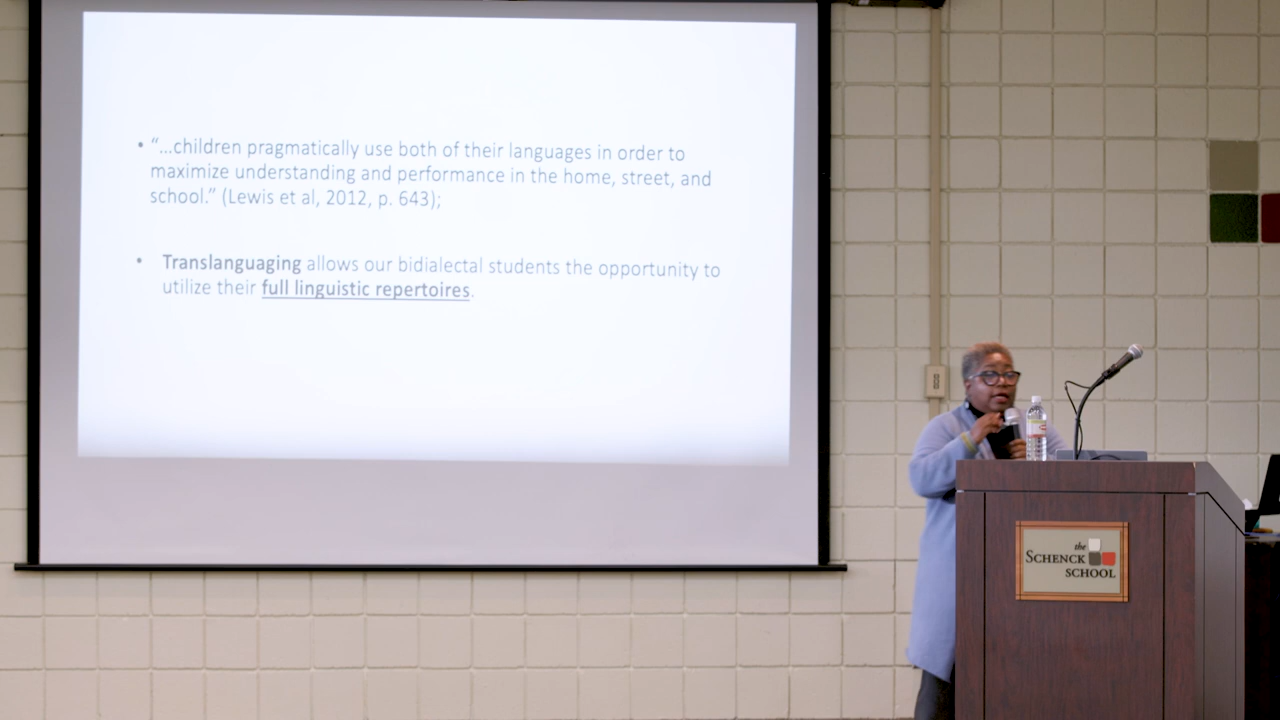 • “...children pragmatically use both of their languages in order to
maximize understanding and performance in the home, street, and
school.” (Lewis et al, 2012, p. 643);
• Translanguaging allows our bidialectal students the opportunity to
utilize their full linguistic repertoires.
the
SCHENCK
SCHOOL